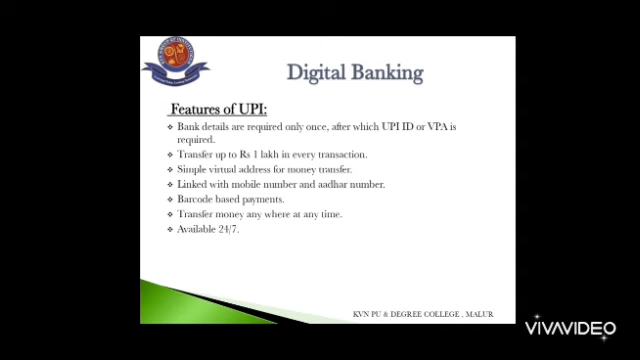 Digital Banking
Features of UPI:
❖ Bank details are required only once, after which UPI ID or VPA is
required.
❖ Transfer up to Rs 1 lakh in every transaction.
❖ Simple virtual address for money transfer.
❖ Linked with mobile number and aadhar number.
❖ Barcode based payments.
❖ Transfer money any where at any time.
❖ Available 24/7.
KVN PU & DEGREE COLLEGE , MALUR
VIVAVIDEO